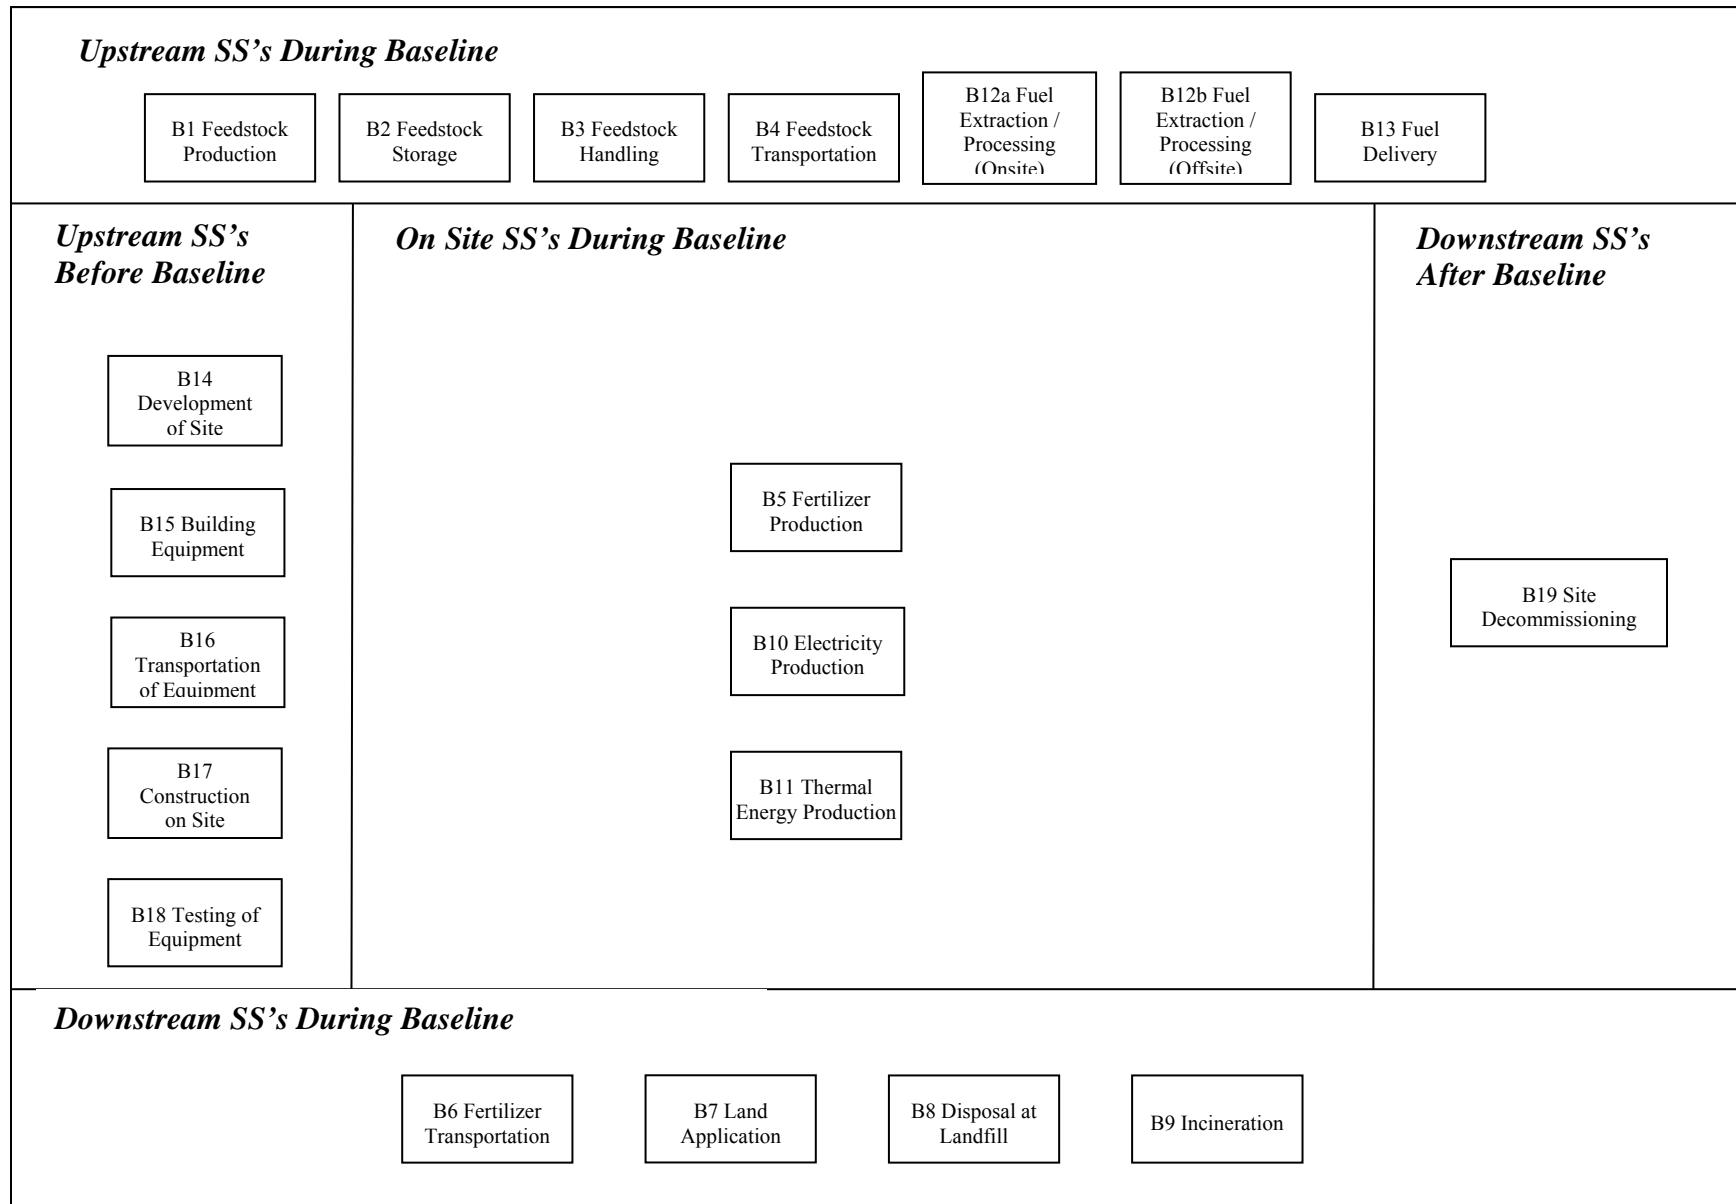 Upstream SS's During Baseline
B1 Feedstock
Production
B2 Feedstock
Storage
B3 Feedstock
Handling
B4 Feedstock
Transportation
B12a Fuel
Extraction /
Processing
(Onsite)
B12b Fuel
Extraction /
Processing
(Offsite)
B13 Fuel
Delivery
Upstream SS's
Before Baseline
B14
Development
of Site
B15 Building
Equipment
B16
Transportation
of Equipment
B17
Construction
on Site
B18 Testing of
Equipment
On Site SS's During Baseline
B5 Fertilizer
Production
B10 Electricity
Production
B11 Thermal
Energy Production
Downstream SS's
After Baseline
B19 Site
Decommissioning
Downstream SS's During Baseline
B6 Fertilizer
Transportation
B7 Land
Application
B8 Disposal at
Landfill
B9 Incineration